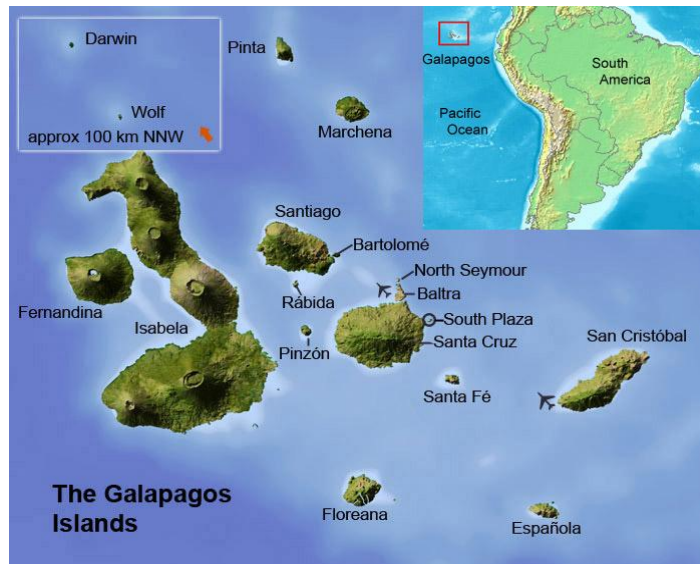 Darwin
Wolf
approx 100 km NNW
Pinta
Marchena
Galapagos
South
America
Pacific
Ocean
Santiago
Bartolomé
North Seymour
Baltra
Fernandina
Rábida
Isabela
Pinzón
South Plaza
Santa Cruz
San Cristóbal
Santa Fé
The Galapagos
Islands
Floreana
Española